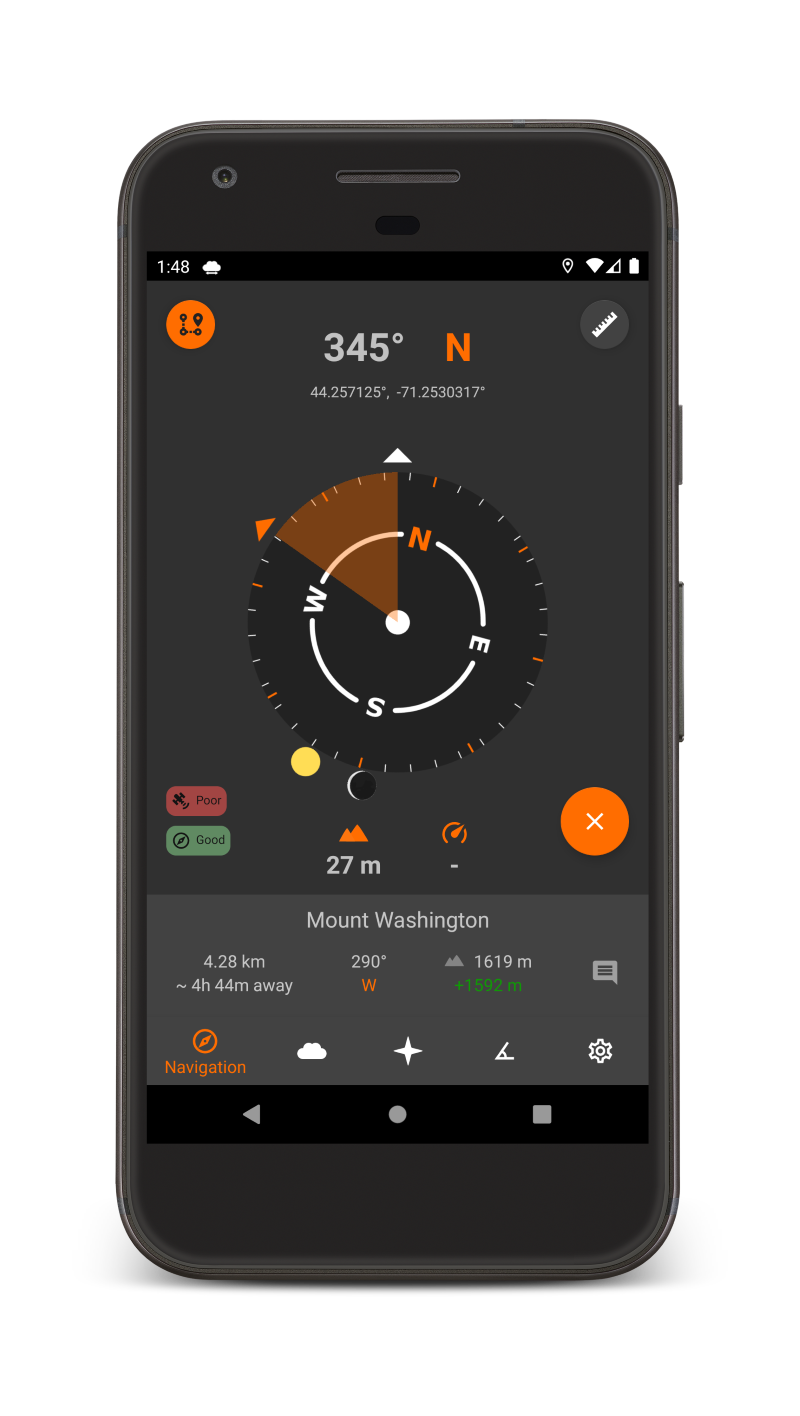 1:48
345° N
44.257125°, -71.2530317°
N
W
E
S
Poor
Good
27 m
-
Mount Washington
4.28 km
290°
1619 m
~ 4h 44m away
W
+1592 m
Navigation